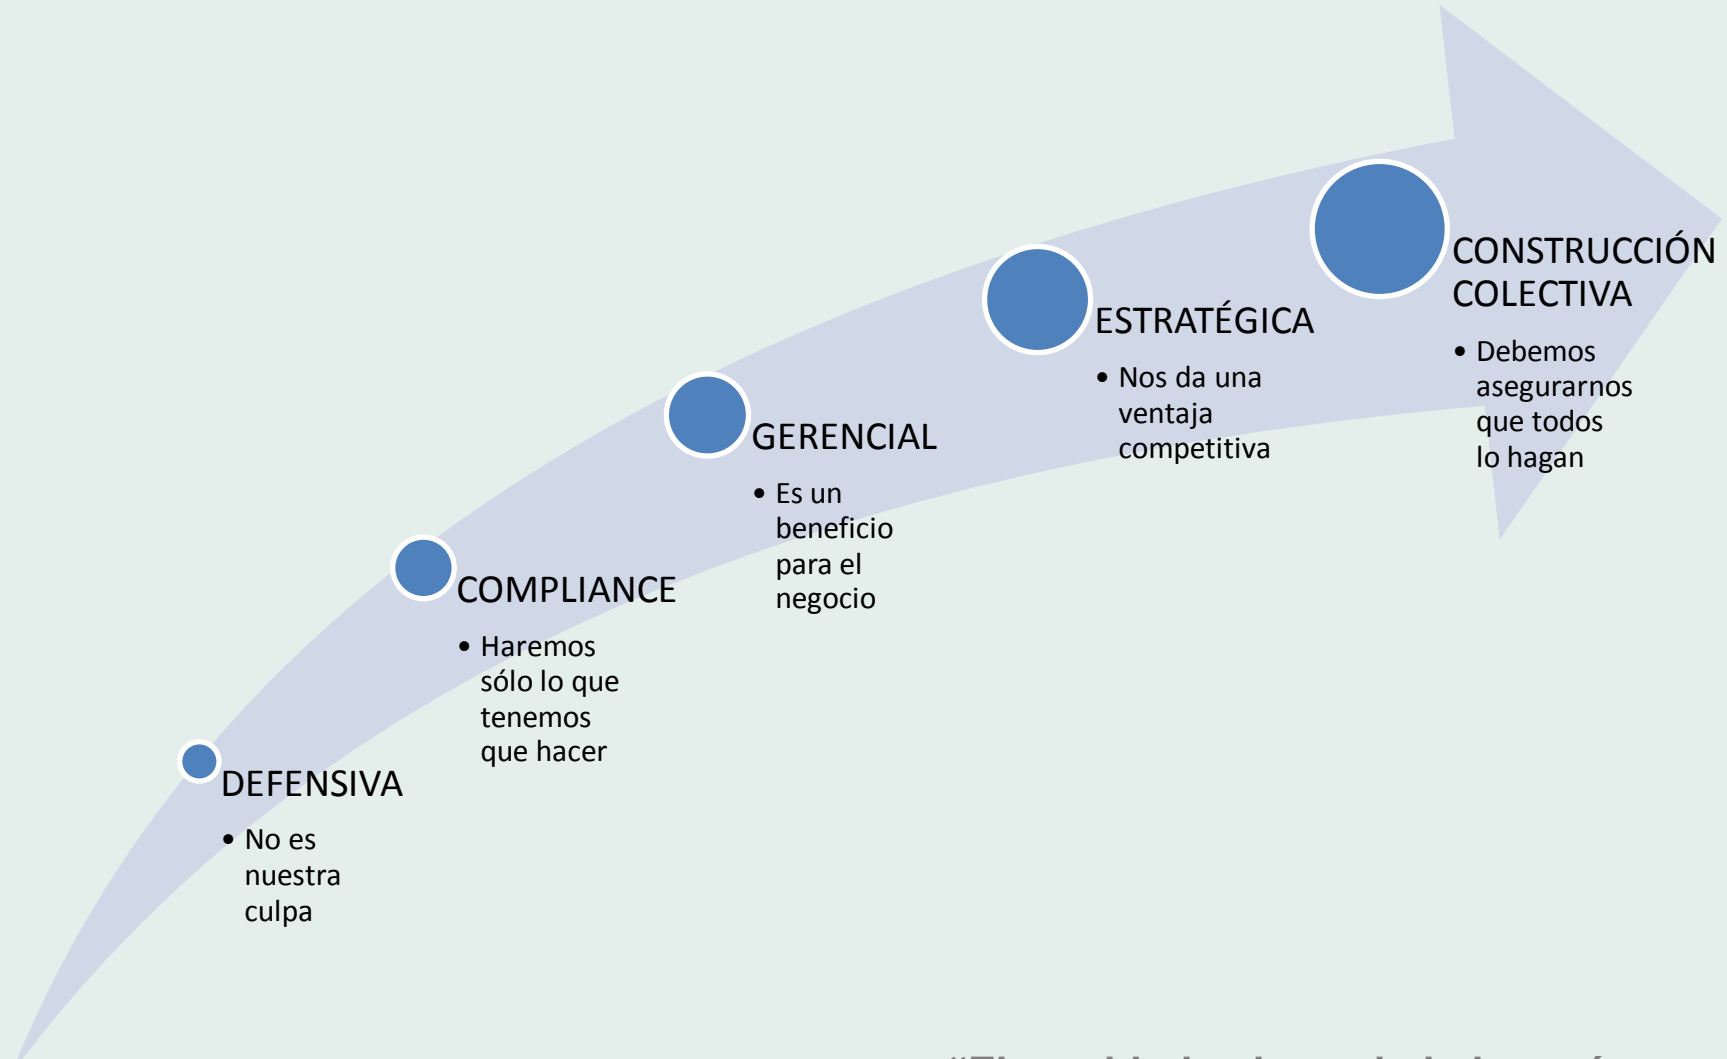 DEFENSIVA
• No es
nuestra
culpa
COMPLIANCE
• Haremos
sólo lo que
tenemos
que hacer
GERENCIAL
• Es un
beneficio
para el
negocio
ESTRATÉGICA
• Nos da una
ventaja
competitiva
CONSTRUCCIÓN
COLECTIVA
• Debemos
asegurarnos
que todos
lo hagan